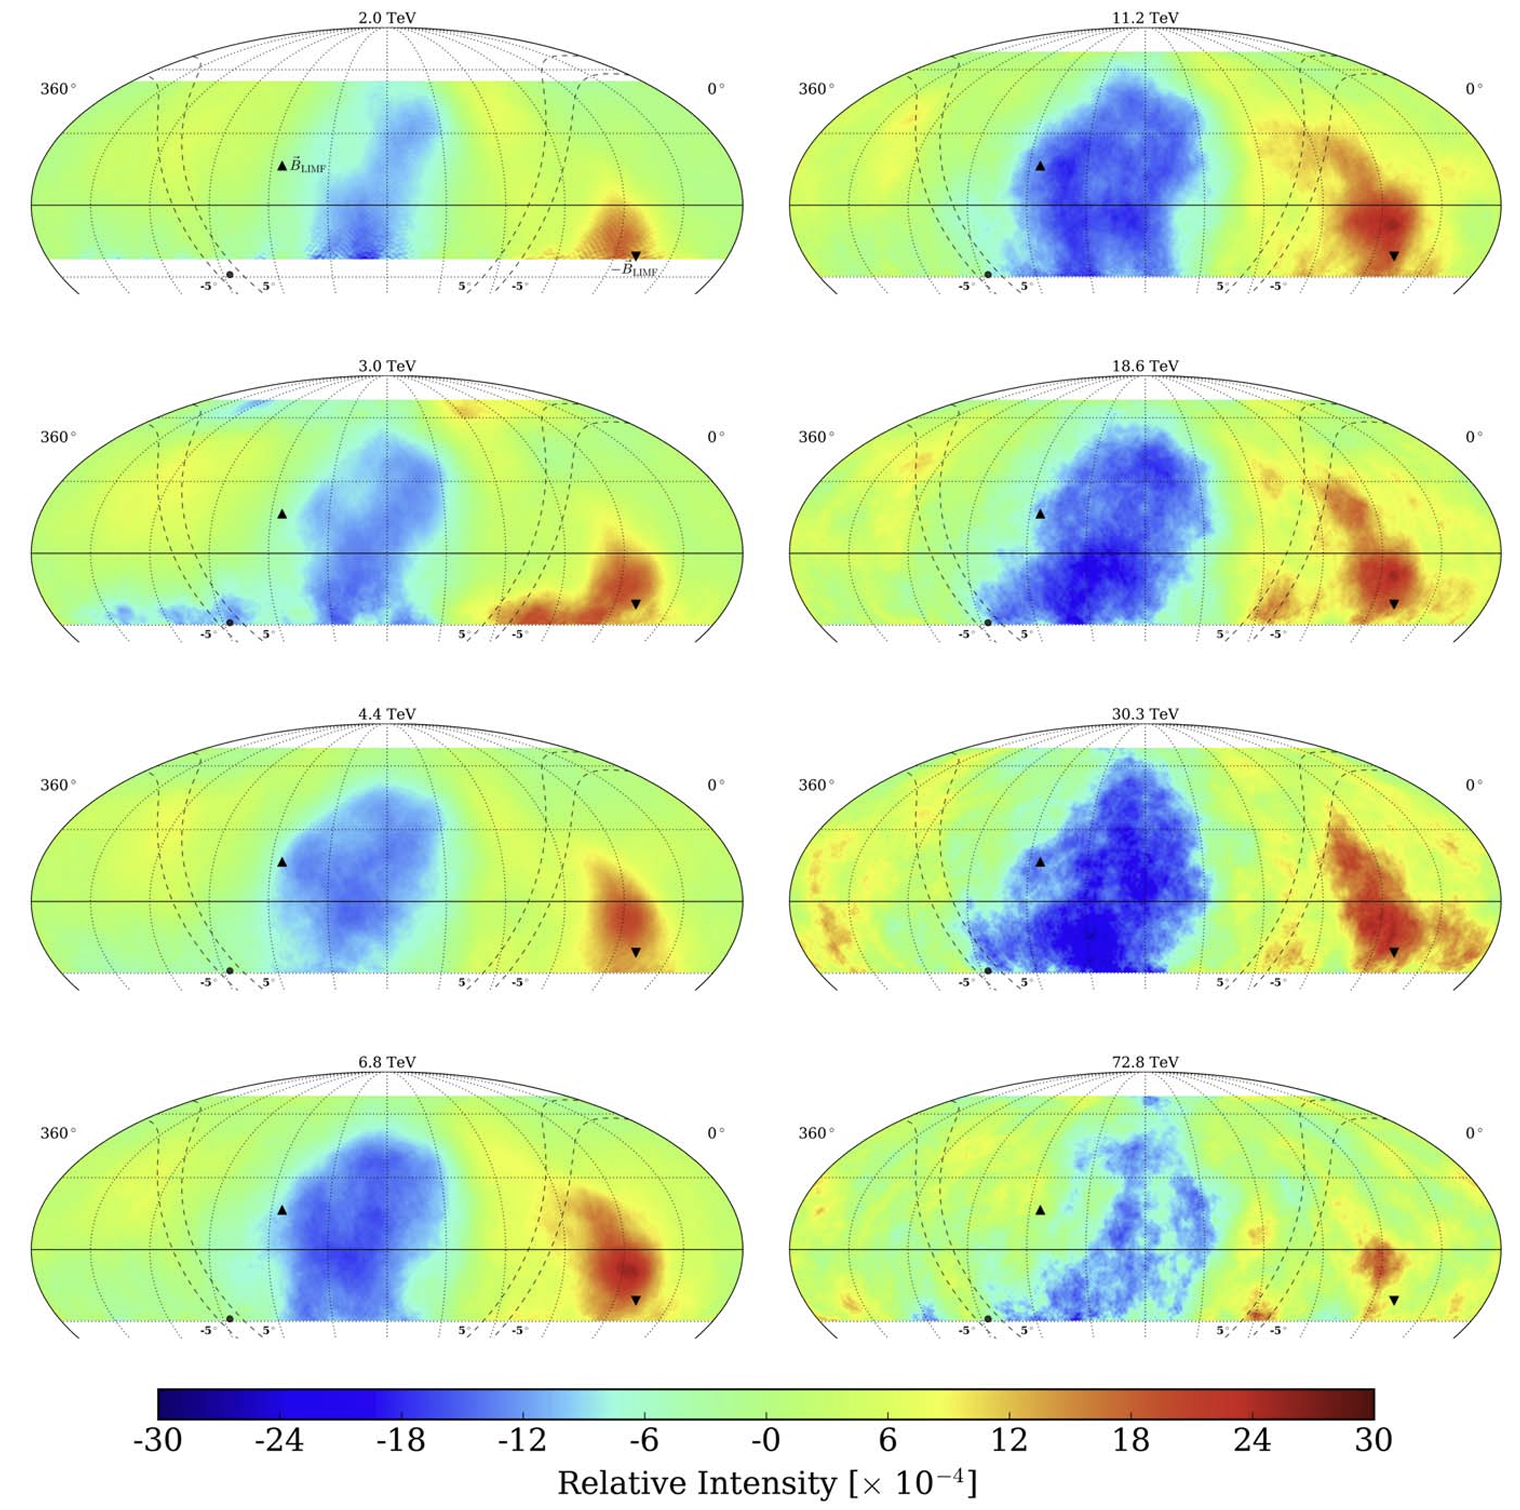 2.0 TeV
11.2 TeV
360° 0° 360° 0°
B⃗LIMF
-B⃗LIMF
-5° 5° 5° -5° -5° 5° 5° -5°
3.0 TeV
18.6 TeV
360° 0° 360° 0°
-5° 5° 5° -5° -5° 5° 5° -5°
4.4 TeV
30.3 TeV
360° 0° 360° 0°
-5° 5° 5° -5° -5° 5° 5° -5°
6.8 TeV
72.8 TeV
360° 0° 360° 0°
-5° 5° 5° -5° -5° 5° 5° -5°
-30 -24 -18 -12 -6 -0 6 12 18 24 30
Relative Intensity [× 10⁻⁴]